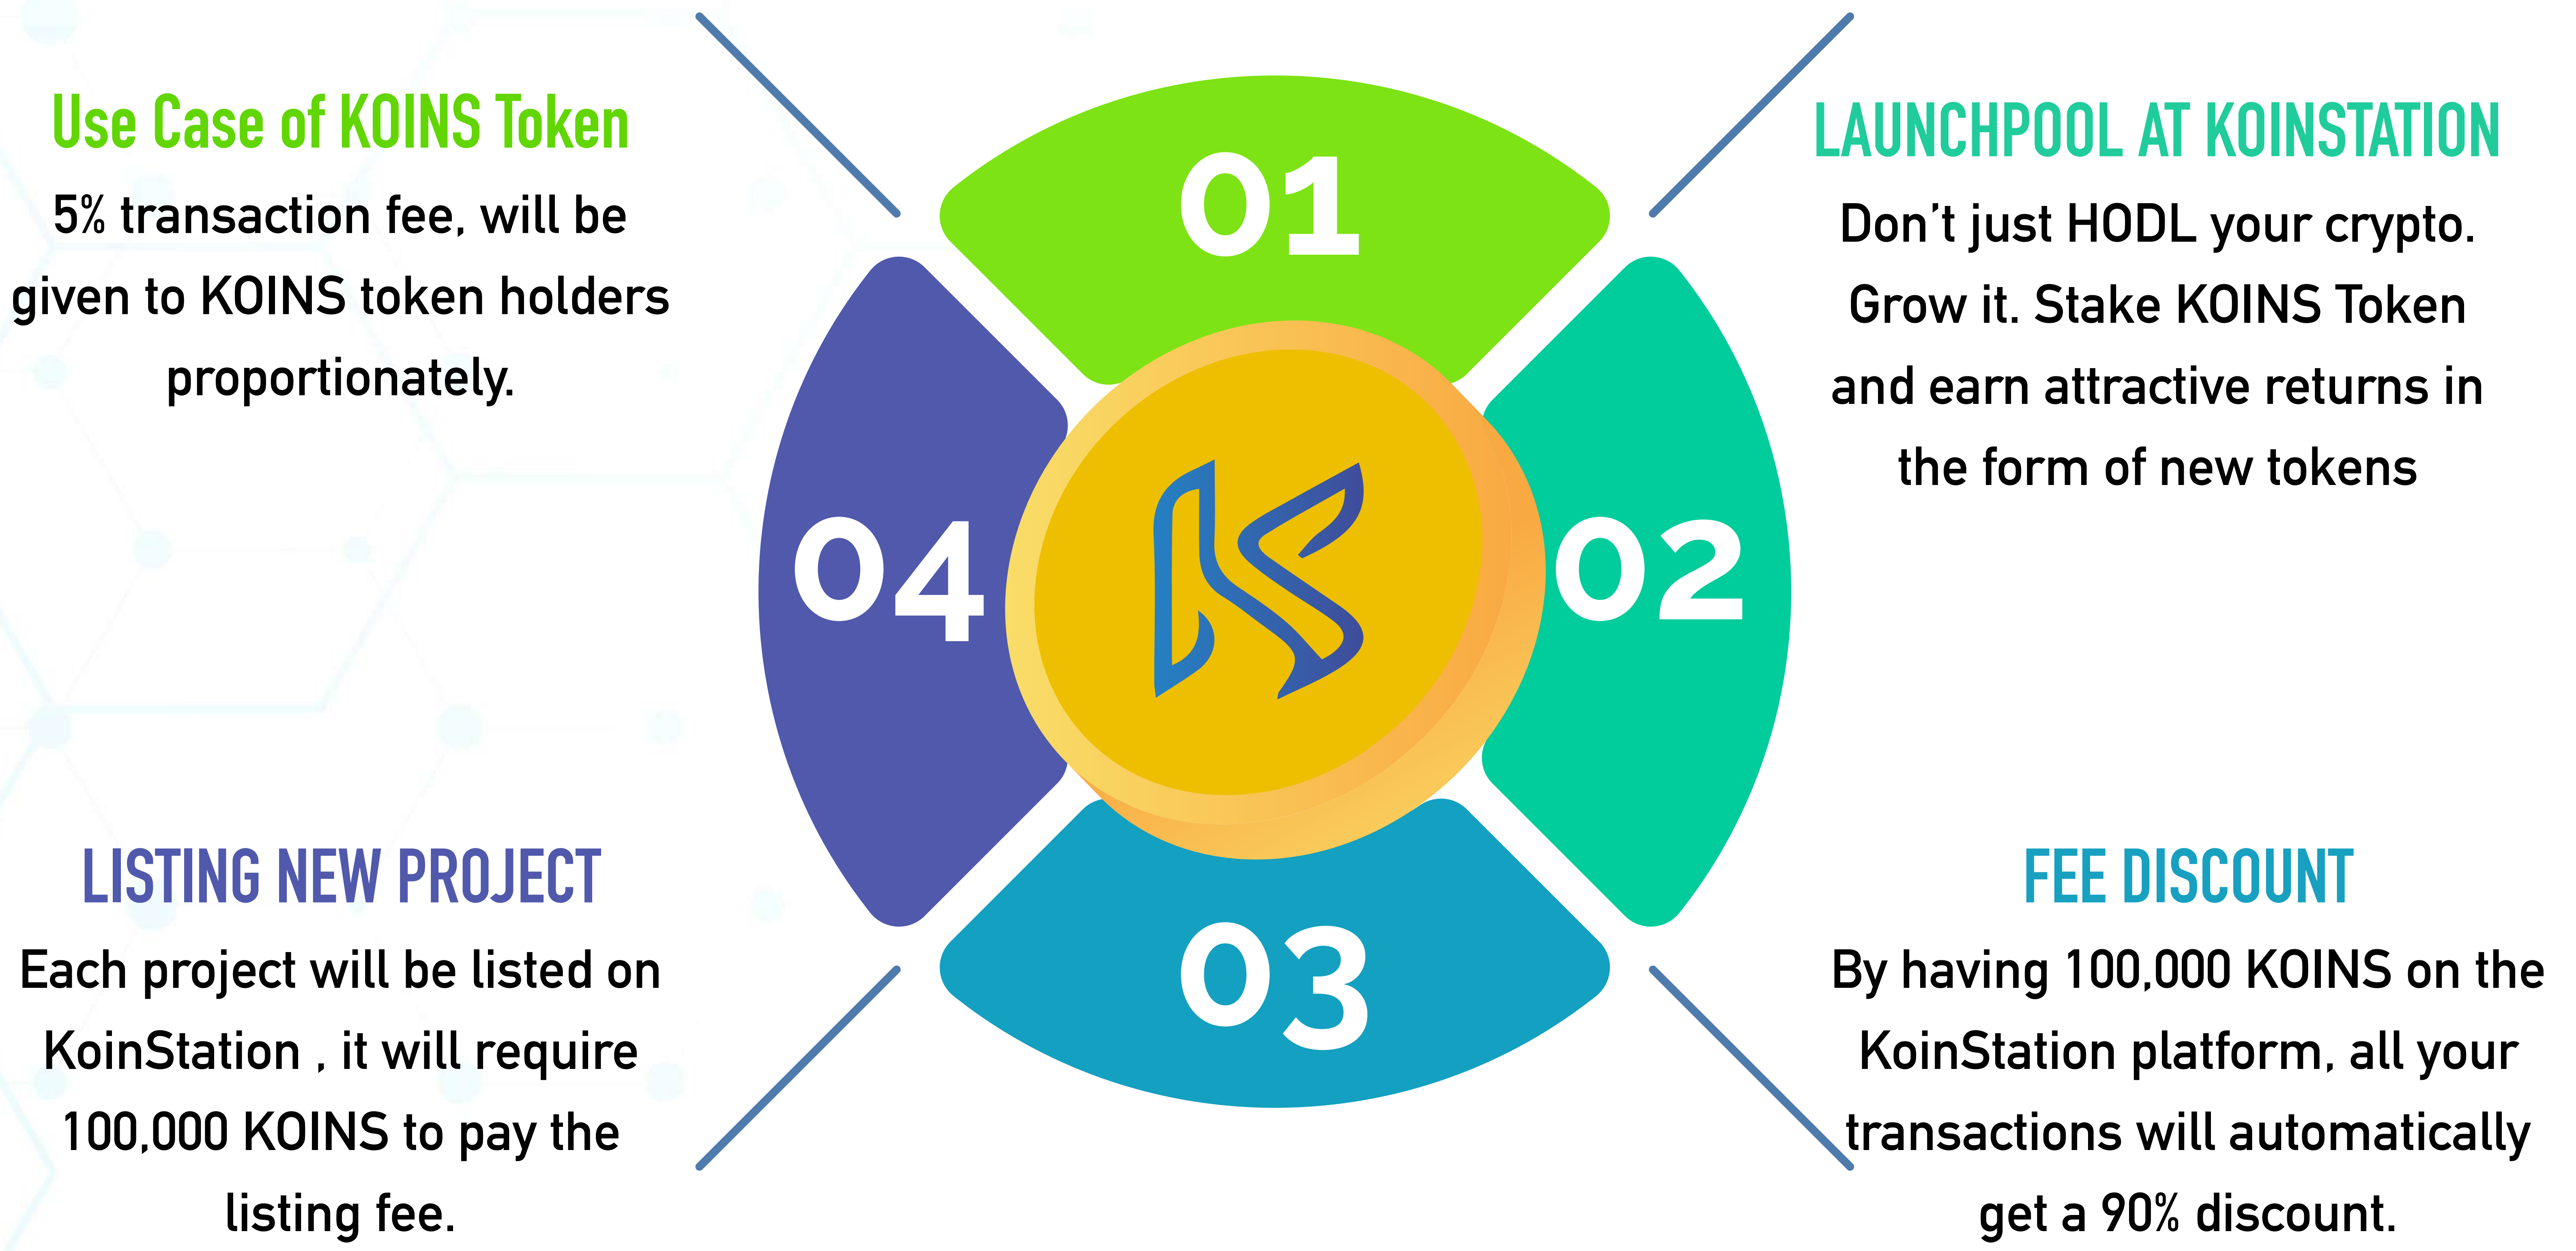 Use Case of KOINS Token
5% transaction fee, will be
given to KOINS token holders
proportionately.
01
LAUNCHPOOL AT KOINSTATION
Don’t just HODL your crypto.
Grow it. Stake KOINS Token
and earn attractive returns in
the form of new tokens
04
02
LISTING NEW PROJECT
Each project will be listed on
KoinStation , it will require
100,000 KOINS to pay the
listing fee.
03
FEE DISCOUNT
By having 100,000 KOINS on the
KoinStation platform, all your
transactions will automatically
get a 90% discount.